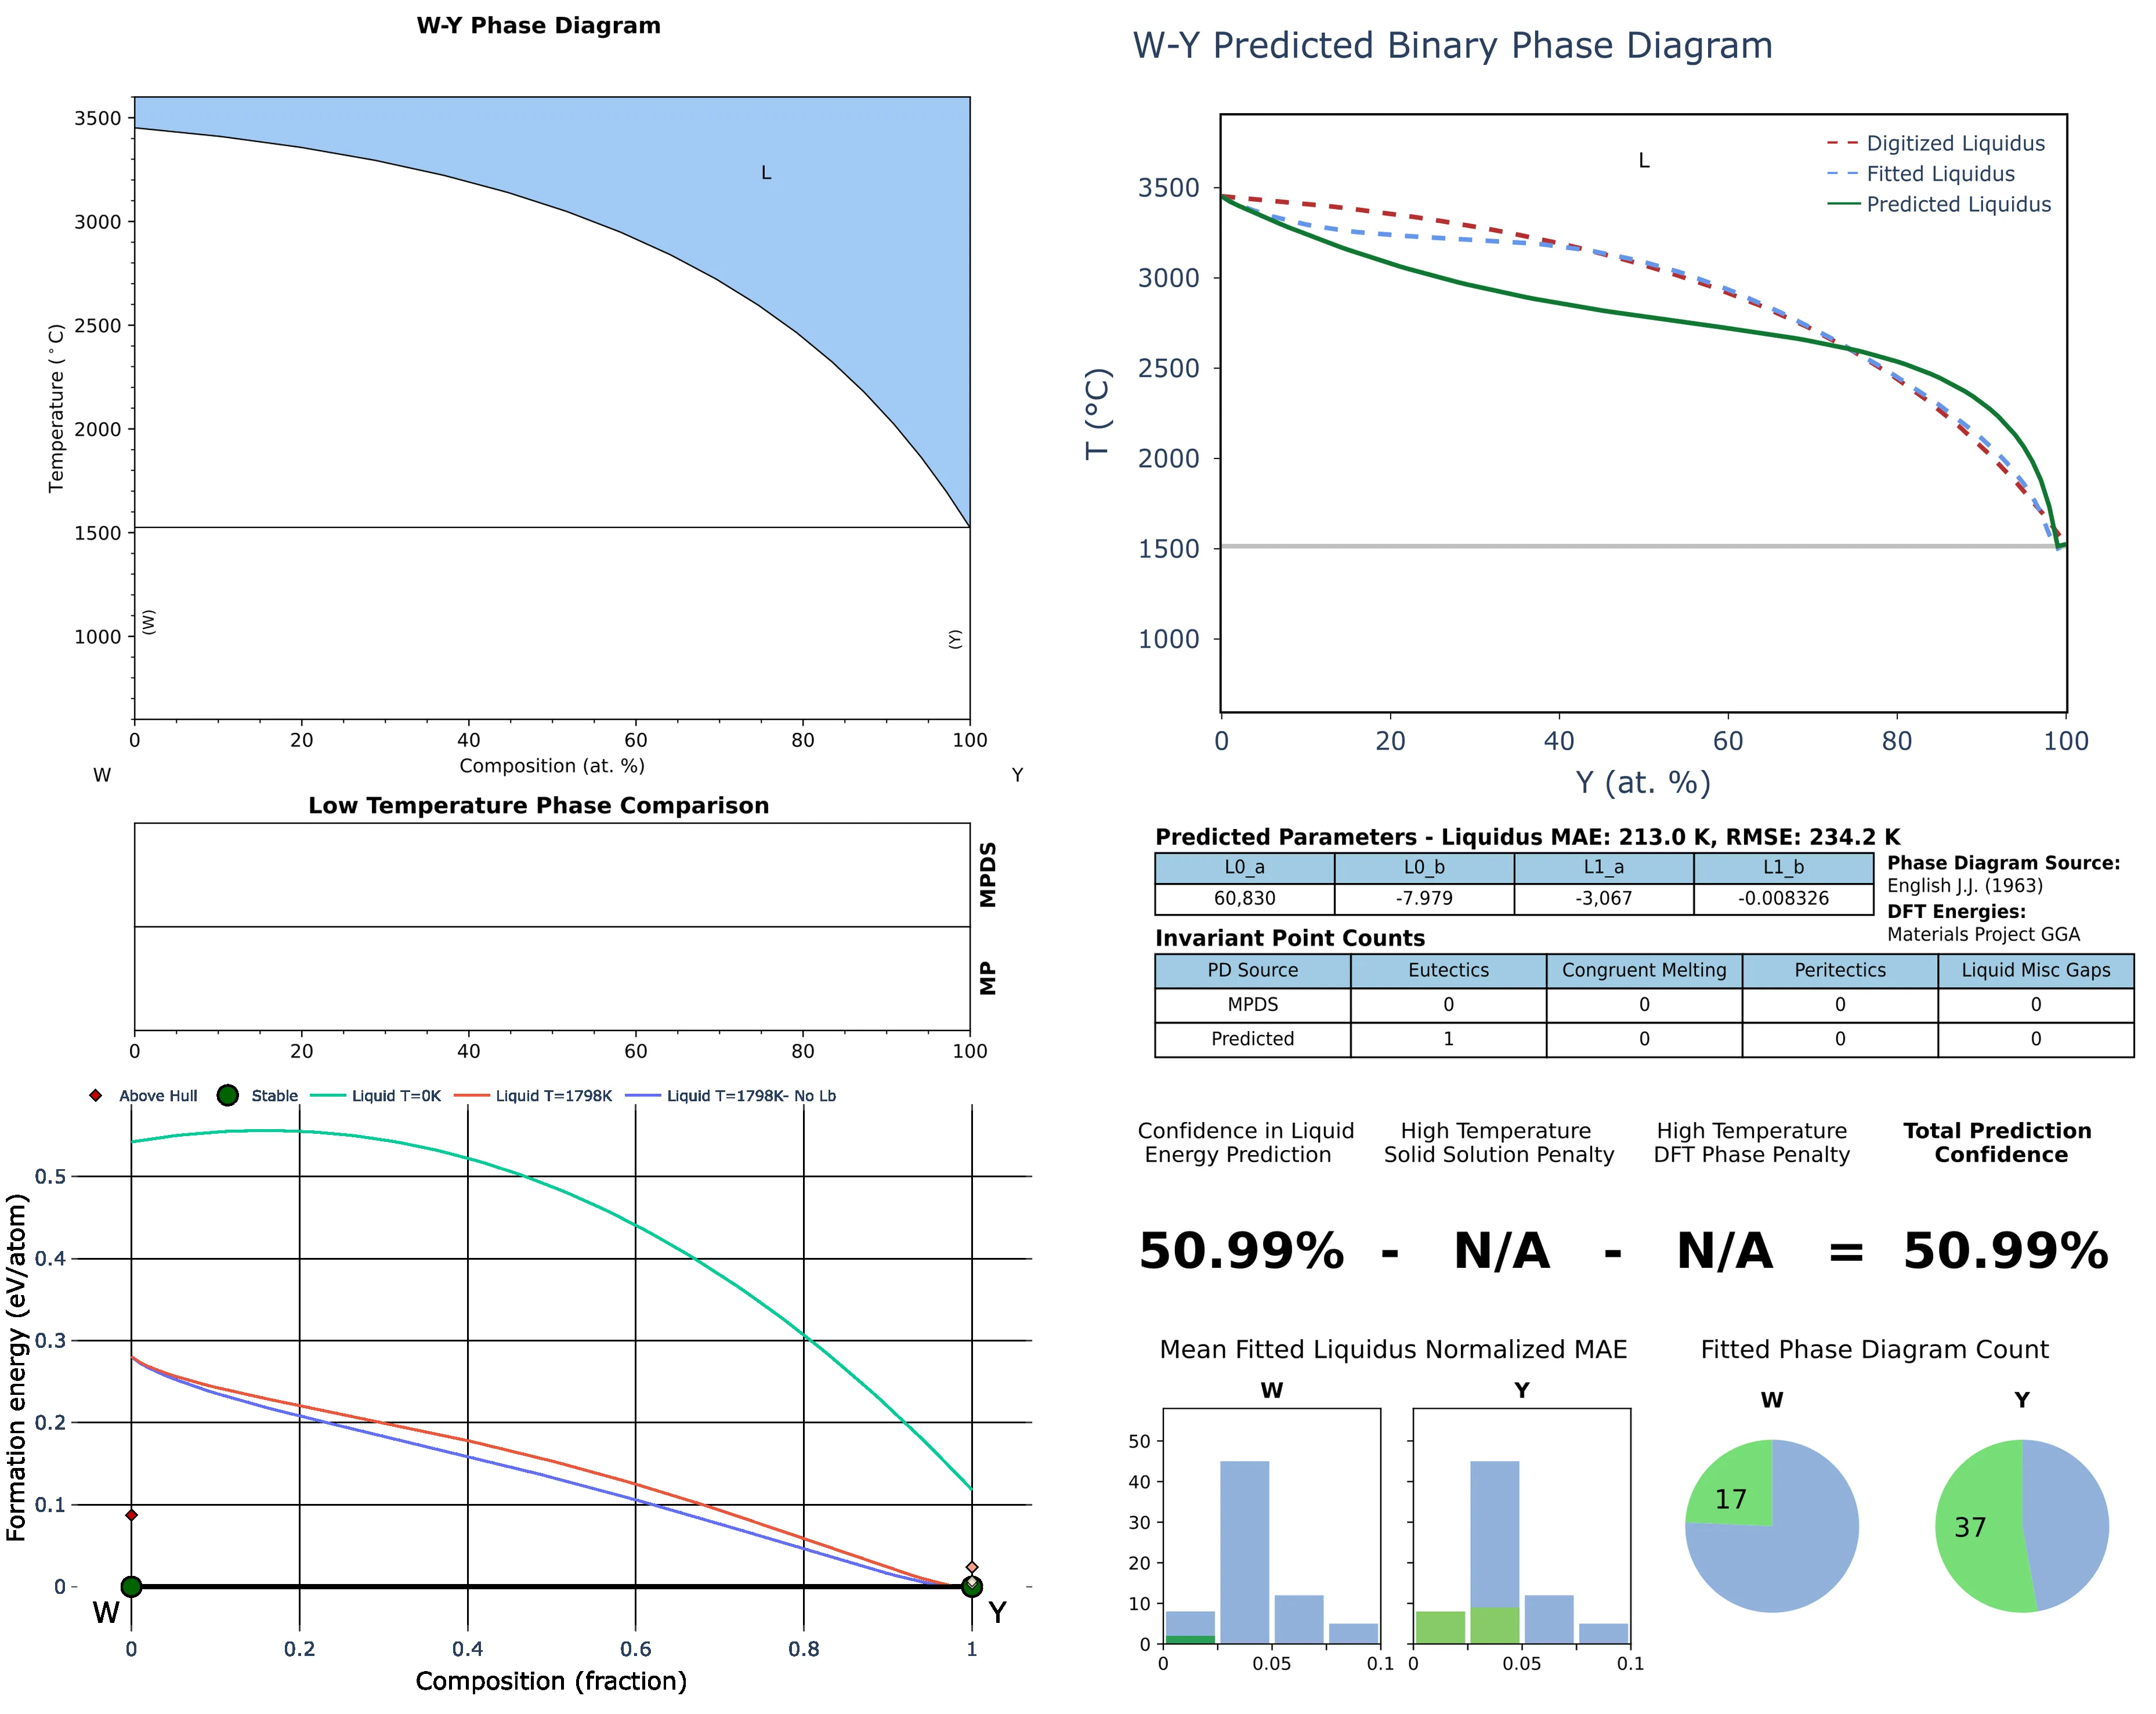 W-Y Phase Diagram
3500
3000
2500
2000
1500
1000
Temperature (°C)
L
(W)
(Y)
0 20 40 60 80 100
Composition (at. %)
W Y
Low Temperature Phase Comparison
MPDS
MP
0 20 40 60 80 100
Above Hull Stable Liquid T=0K Liquid T=1798K Liquid T=1798K- No Lb
0.5
0.4
0.3
0.2
0.1
0
Formation energy (eV/atom)
W Y
0 0.2 0.4 0.6 0.8 1
Composition (fraction)
W-Y Predicted Binary Phase Diagram
L
Digitized Liquidus
Fitted Liquidus
Predicted Liquidus
3500
3000
2500
2000
1500
1000
T (°C)
0 20 40 60 80 100
Y (at. %)
Predicted Parameters - Liquidus MAE: 213.0 K, RMSE: 234.2 K
L0_a L0_b L1_a L1_b
60,830 -7.979 -3,067 -0.008326
Phase Diagram Source:
English J.J. (1963)
DFT Energies:
Materials Project GGA
Invariant Point Counts
PD Source Eutectics Congruent Melting Peritectics Liquid Misc Gaps
MPDS 0 0 0 0
Predicted 1 0 0 0
Confidence in Liquid
Energy Prediction
High Temperature
Solid Solution Penalty
High Temperature
DFT Phase Penalty
Total Prediction
Confidence
50.99% - N/A - N/A = 50.99%
Mean Fitted Liquidus Normalized MAE
W Y
50
40
30
20
10
0
0 0.05 0.1 0 0.05 0.1
Fitted Phase Diagram Count
W Y
17 37